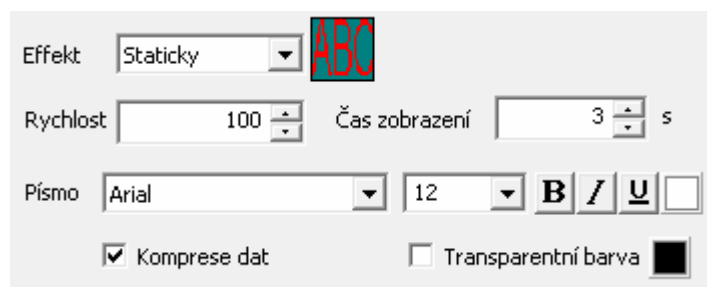 Effekt Staticky ABC
Rychlost 100 Čas zobrazení 3 s
Písmo Arial 12 B I U
Komprese dat Transparentní barva